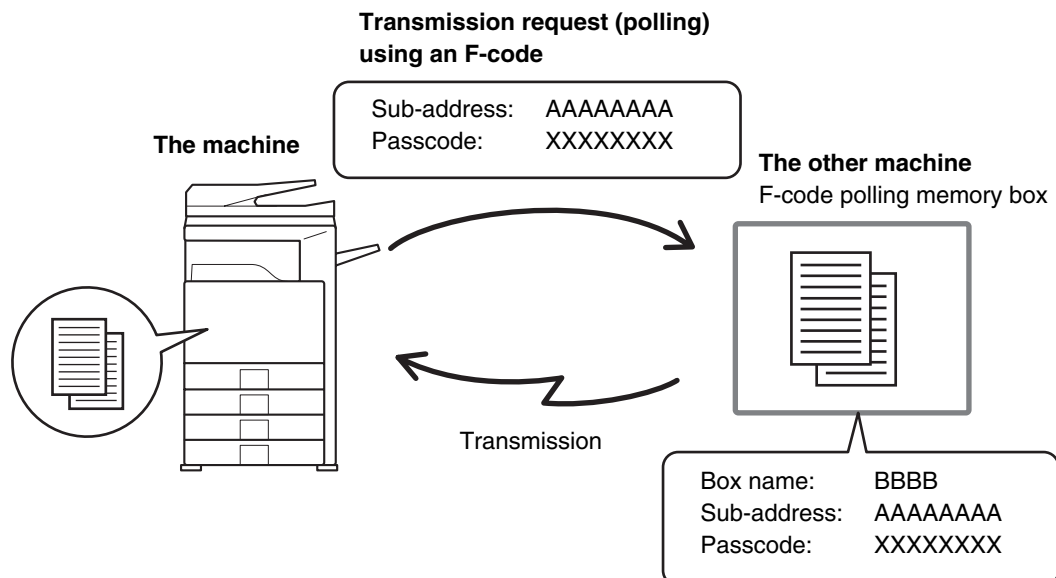 Transmission request (polling)
using an F-code
Sub-address: AAAAAAAA
Passcode: XXXXXXXX
The machine
The other machine
F-code polling memory box
Transmission
Box name: BBBB
Sub-address: AAAAAAAA
Passcode: XXXXXXXX